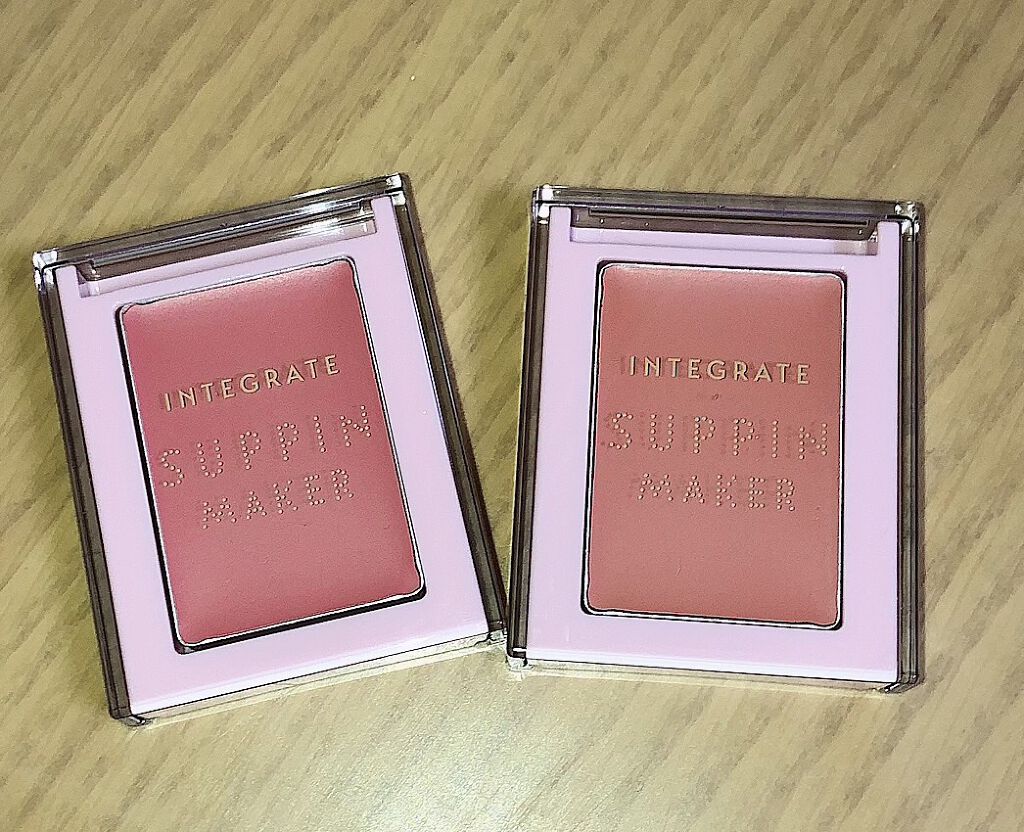 INTEGRATE
SUPPIN
MAKER
INTEGRATE
SUPPIN
MAKER